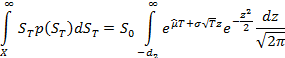 ∫_X^∞ S_T p(S_T) dS_T = S_0 ∫_{-d_2}^∞ e^{μ̂T+σ√T z} e^{-z²/2} dz/√(2π)